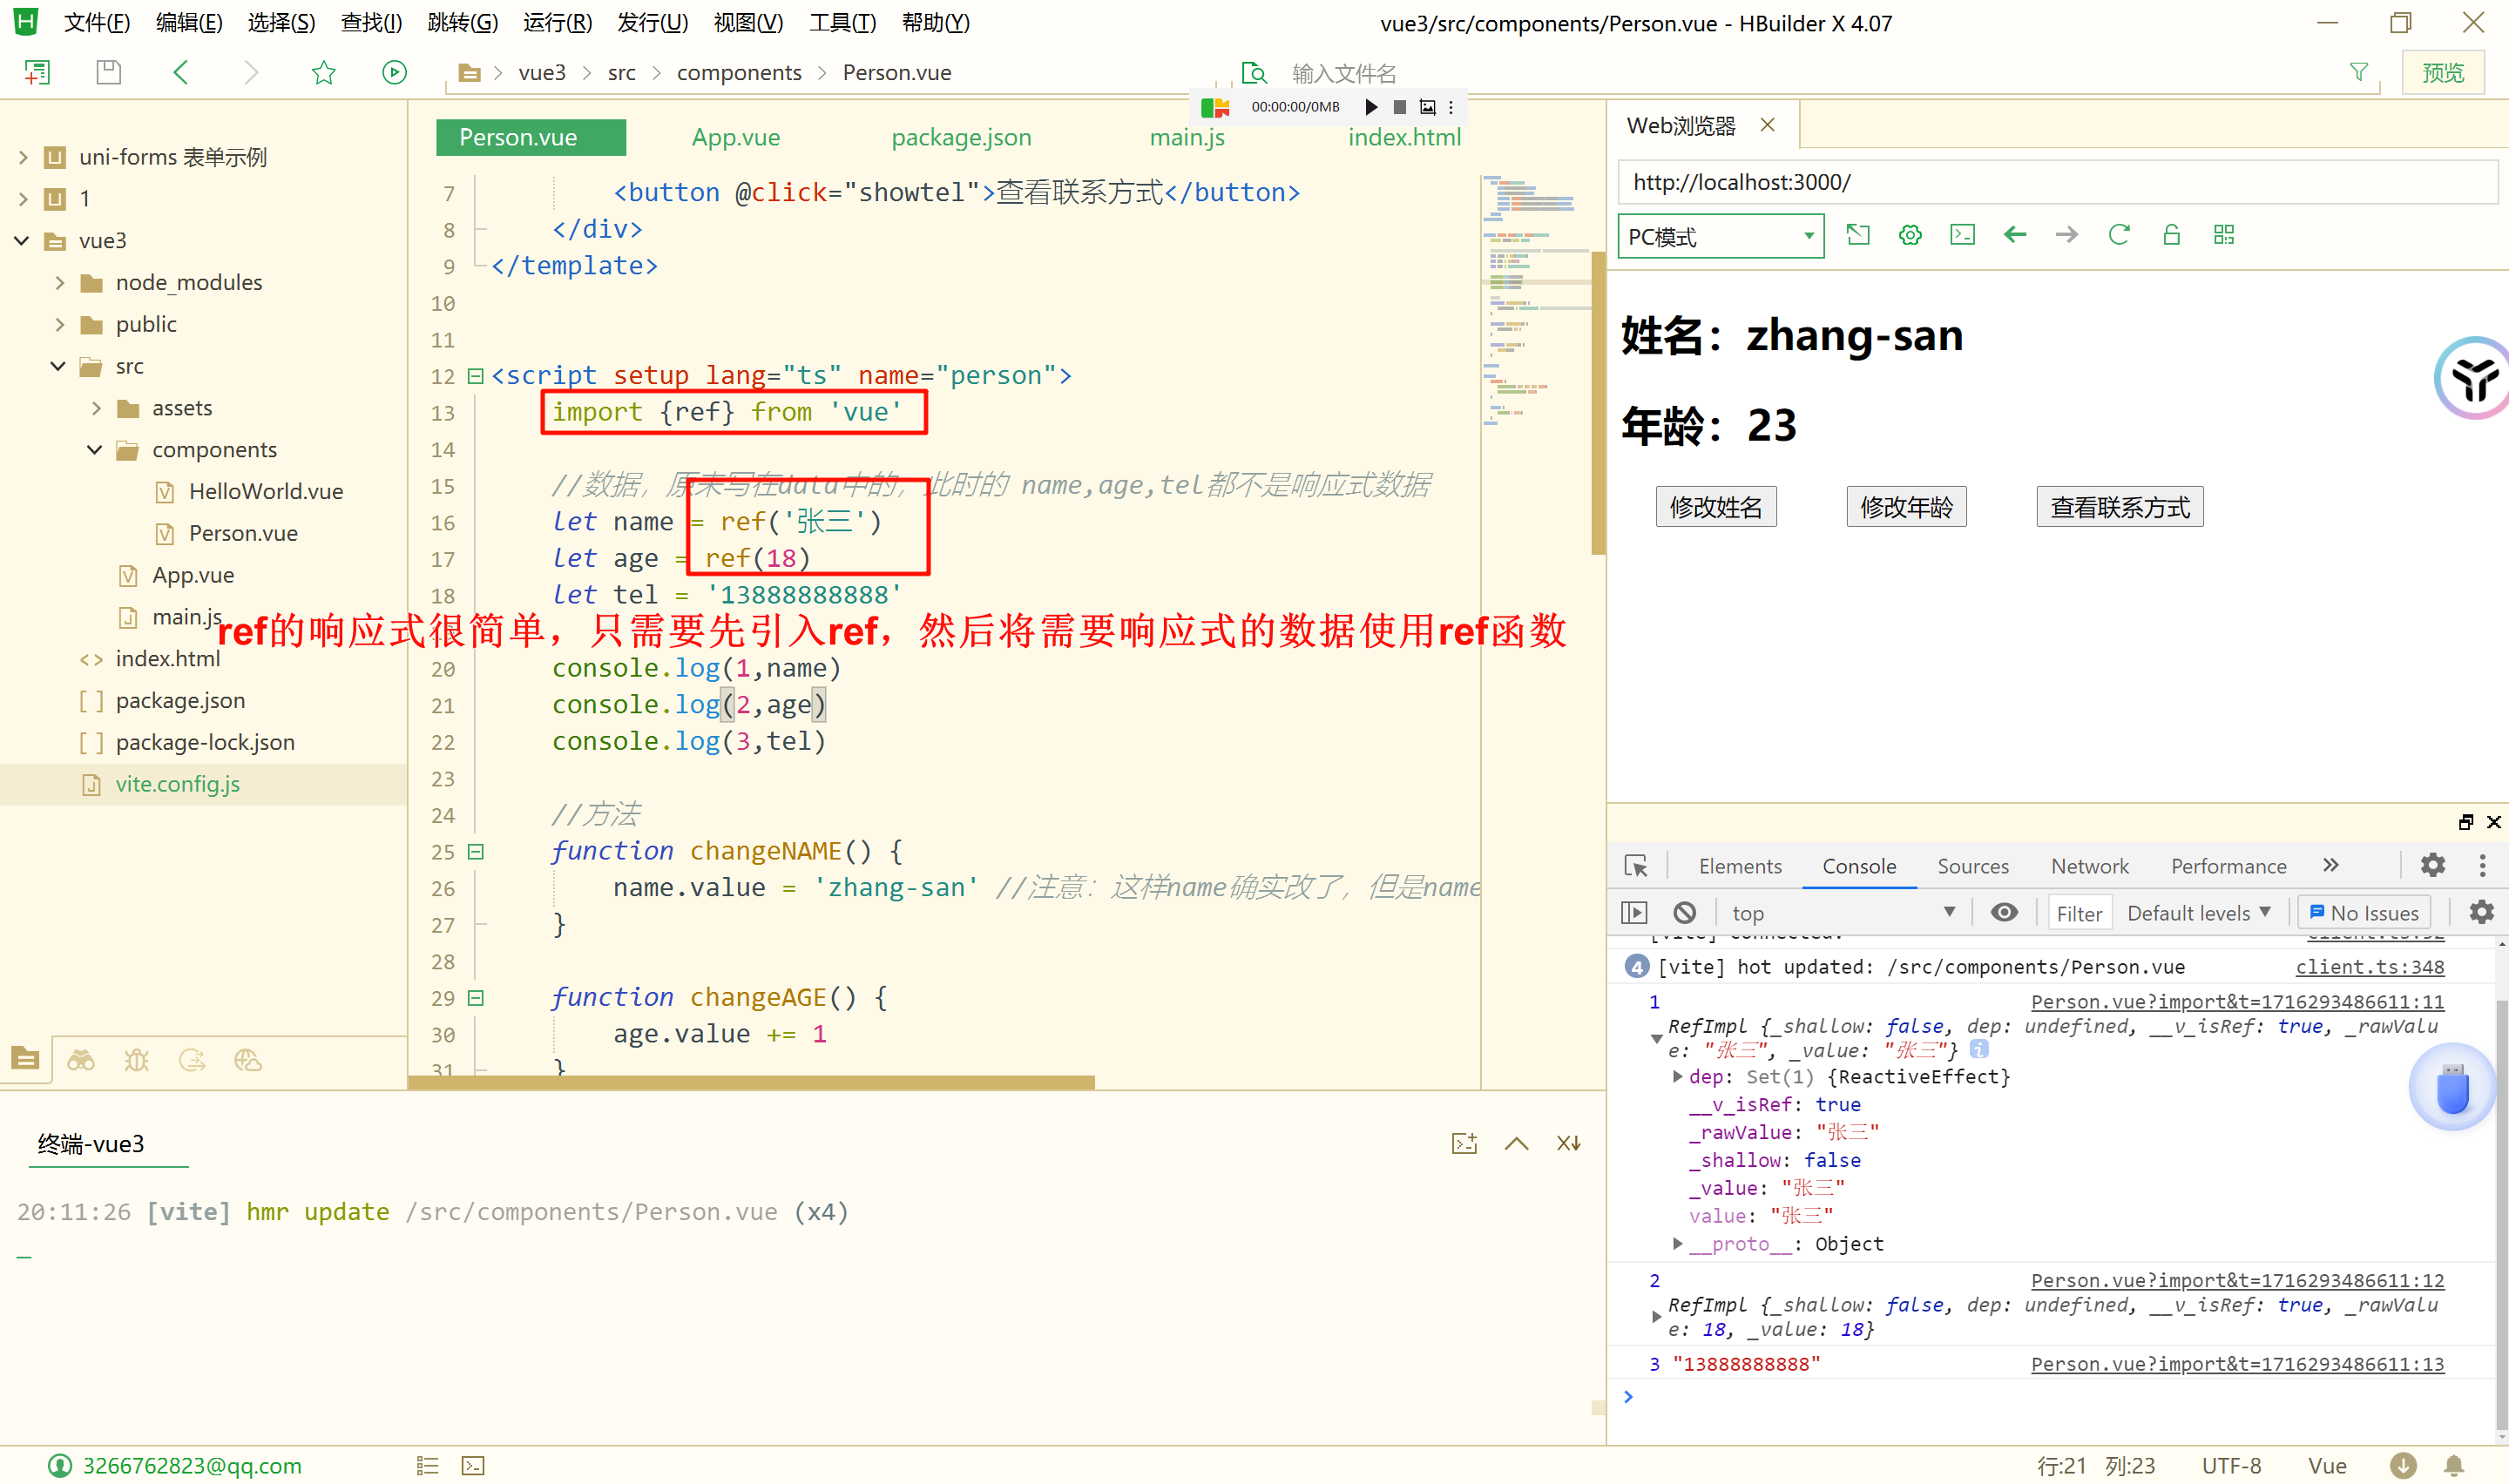 文件(F) 编辑(E) 选择(S) 查找(I) 跳转(G) 运行(R) 发行(U) 视图(V) 工具(T) 帮助(Y)
vue3/src/components/Person.vue - HBuilder X 4.07
vue3 src components Person.vue
输入文件名
预览
00:00:00/0MB
uni-forms 表单示例
1
vue3
node_modules
public
src
assets
components
HelloWorld.vue
Person.vue
App.vue
main.js
index.html
package.json
package-lock.json
vite.config.js
Person.vue App.vue package.json main.js index.html
7 <button @click="showtel">查看联系方式</button>
8 </div>
9 </template>
10
11
12 <script setup lang="ts" name="person">
13 import {ref} from 'vue'
14
15 //数据，原来写在data中的，此时的 name,age,tel都不是响应式数据
16 let name = ref('张三')
17 let age = ref(18)
18 let tel = '13888888888'
ref的响应式很简单，只需要先引入ref，然后将需要响应式的数据使用ref函数
20 console.log(1,name)
21 console.log(2,age)
22 console.log(3,tel)
23
24 //方法
25 function changeNAME() {
26 name.value = 'zhang-san' //注意：这样name确实改了，但是name
27 }
28
29 function changeAGE() {
30 age.value += 1
31 }
终端-vue3
20:11:26 [vite] hmr update /src/components/Person.vue (x4)
Web浏览器
http://localhost:3000/
PC模式
姓名：zhang-san
年龄：23
修改姓名 修改年龄 查看联系方式
Elements Console Sources Network Performance
top Filter Default levels No Issues
[vite] connected. client.ts:52
4 [vite] hot updated: /src/components/Person.vue client.ts:348
1 Person.vue?import&t=1716293486611:11
RefImpl {_shallow: false, dep: undefined, __v_isRef: true, _rawValu
e: "张三", _value: "张三"}
dep: Set(1) {ReactiveEffect}
__v_isRef: true
_rawValue: "张三"
_shallow: false
_value: "张三"
value: "张三"
__proto__: Object
2 Person.vue?import&t=1716293486611:12
RefImpl {_shallow: false, dep: undefined, __v_isRef: true, _rawValu
e: 18, _value: 18}
3 "13888888888" Person.vue?import&t=1716293486611:13
3266762823@qq.com
行:21 列:23 UTF-8 Vue